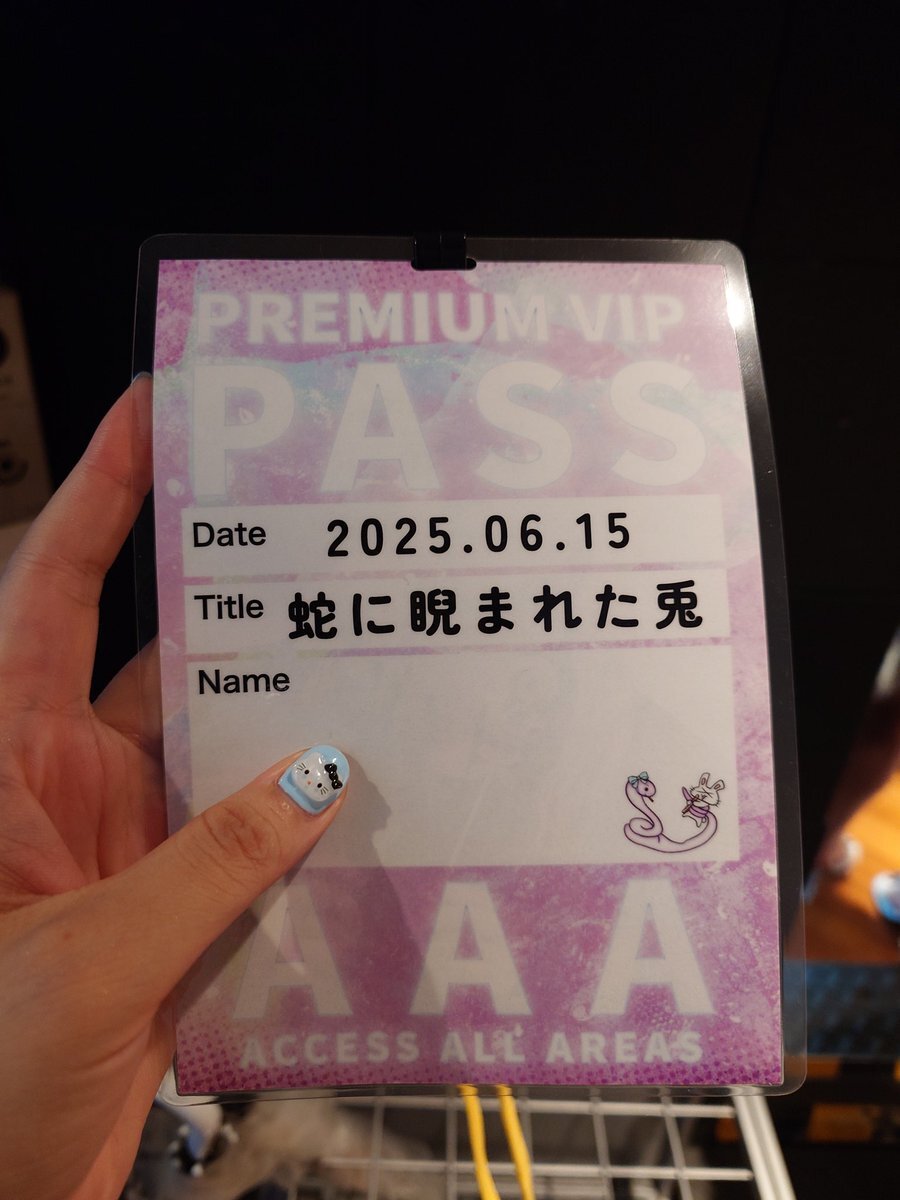 PREMIUM VIP
PASS
Date 2025.06.15
Title 蛇に睨まれた兎
Name
AAA
ACCESS ALL AREAS